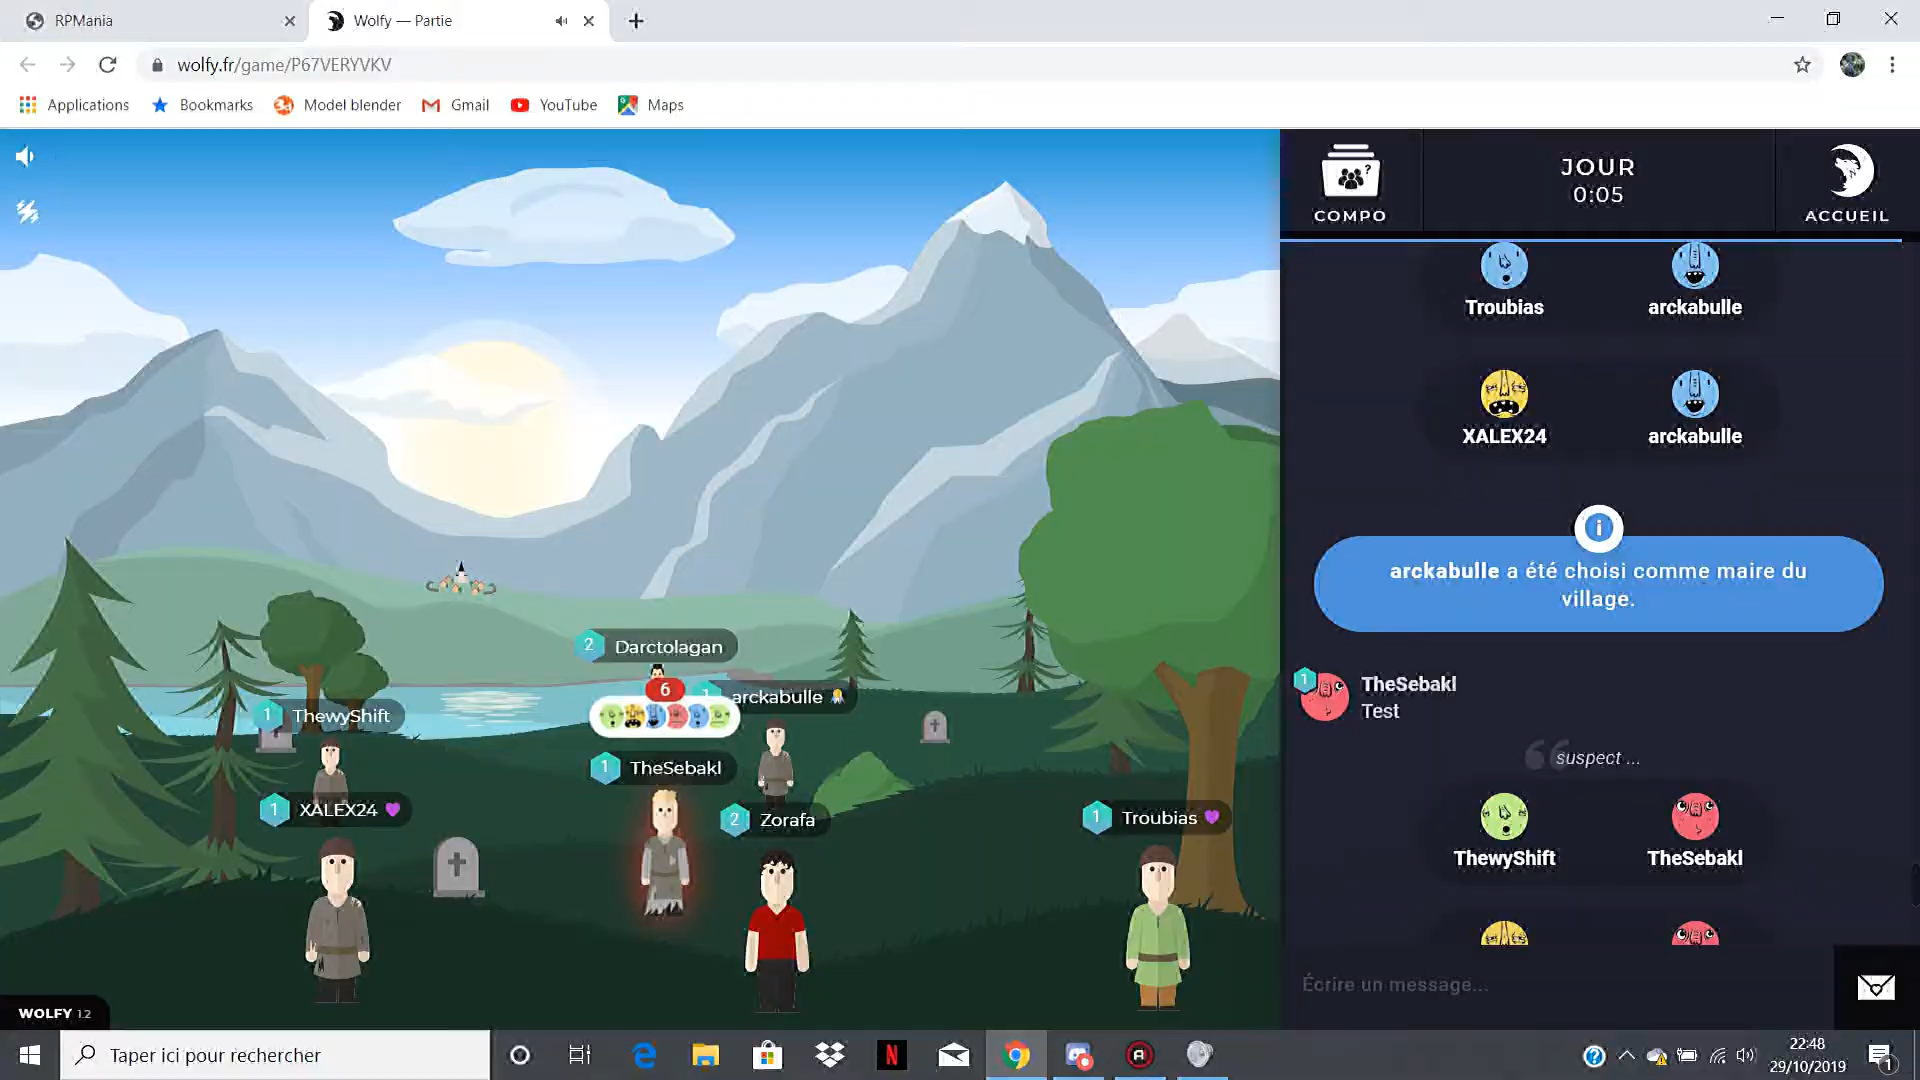 RPMania
Wolfy — Partie
wolfy.fr/game/P67VERYVKV
Applications
Bookmarks
Model blender
Gmail
YouTube
Maps
COMPO
JOUR
0:05
ACCUEIL
Troubias
arckabulle
XALEX24
arckabulle
arckabulle a été choisi comme maire du
village.
1
TheSebakl
Test
suspect ...
ThewyShift
TheSebakl
Écrire un message...
2 Darctolagan
6
1 arckabulle
1 ThewyShift
1 TheSebakl
1 XALEX24
2 Zorafa
1 Troubias
WOLFY 1.2
Taper ici pour rechercher
22:48
29/10/2019
1